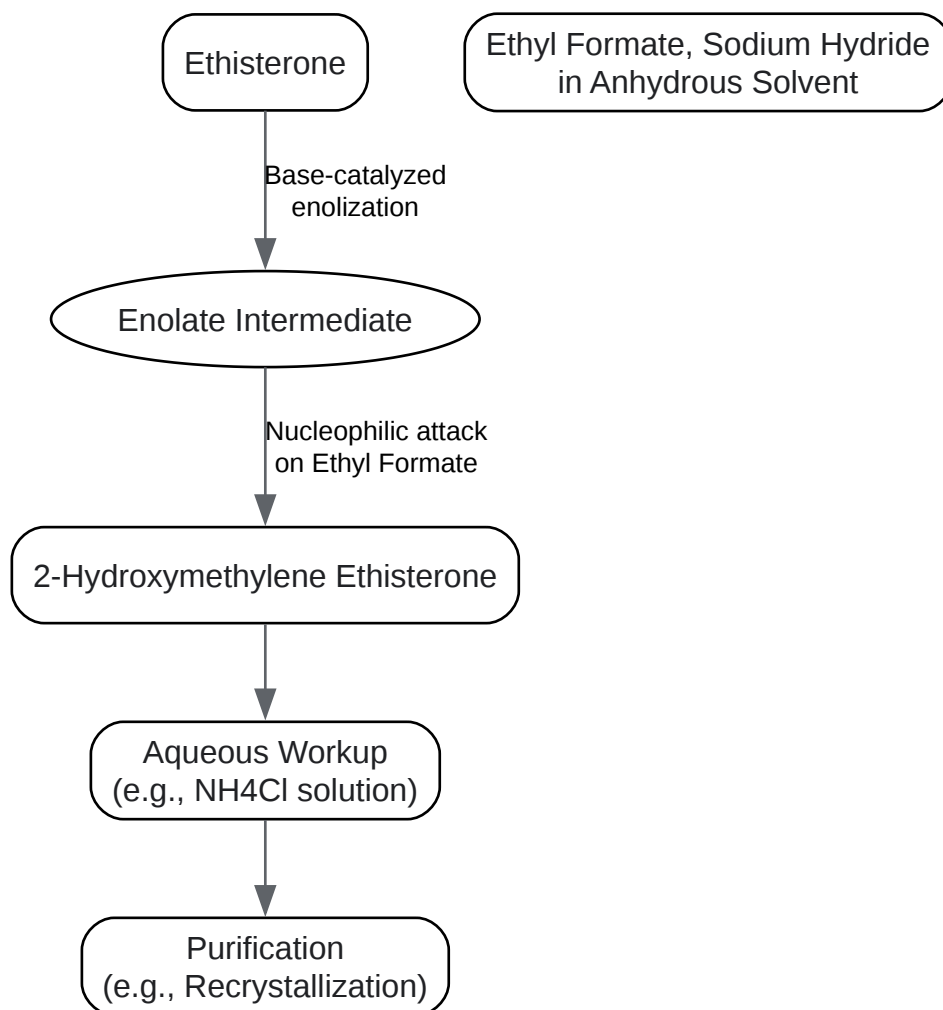 Ethisterone
Ethyl Formate, Sodium Hydride
in Anhydrous Solvent
Base-catalyzed
enolization
Enolate Intermediate
Nucleophilic attack
on Ethyl Formate
2-Hydroxymethylene Ethisterone
Aqueous Workup
(e.g., NH4Cl solution)
Purification
(e.g., Recrystallization)